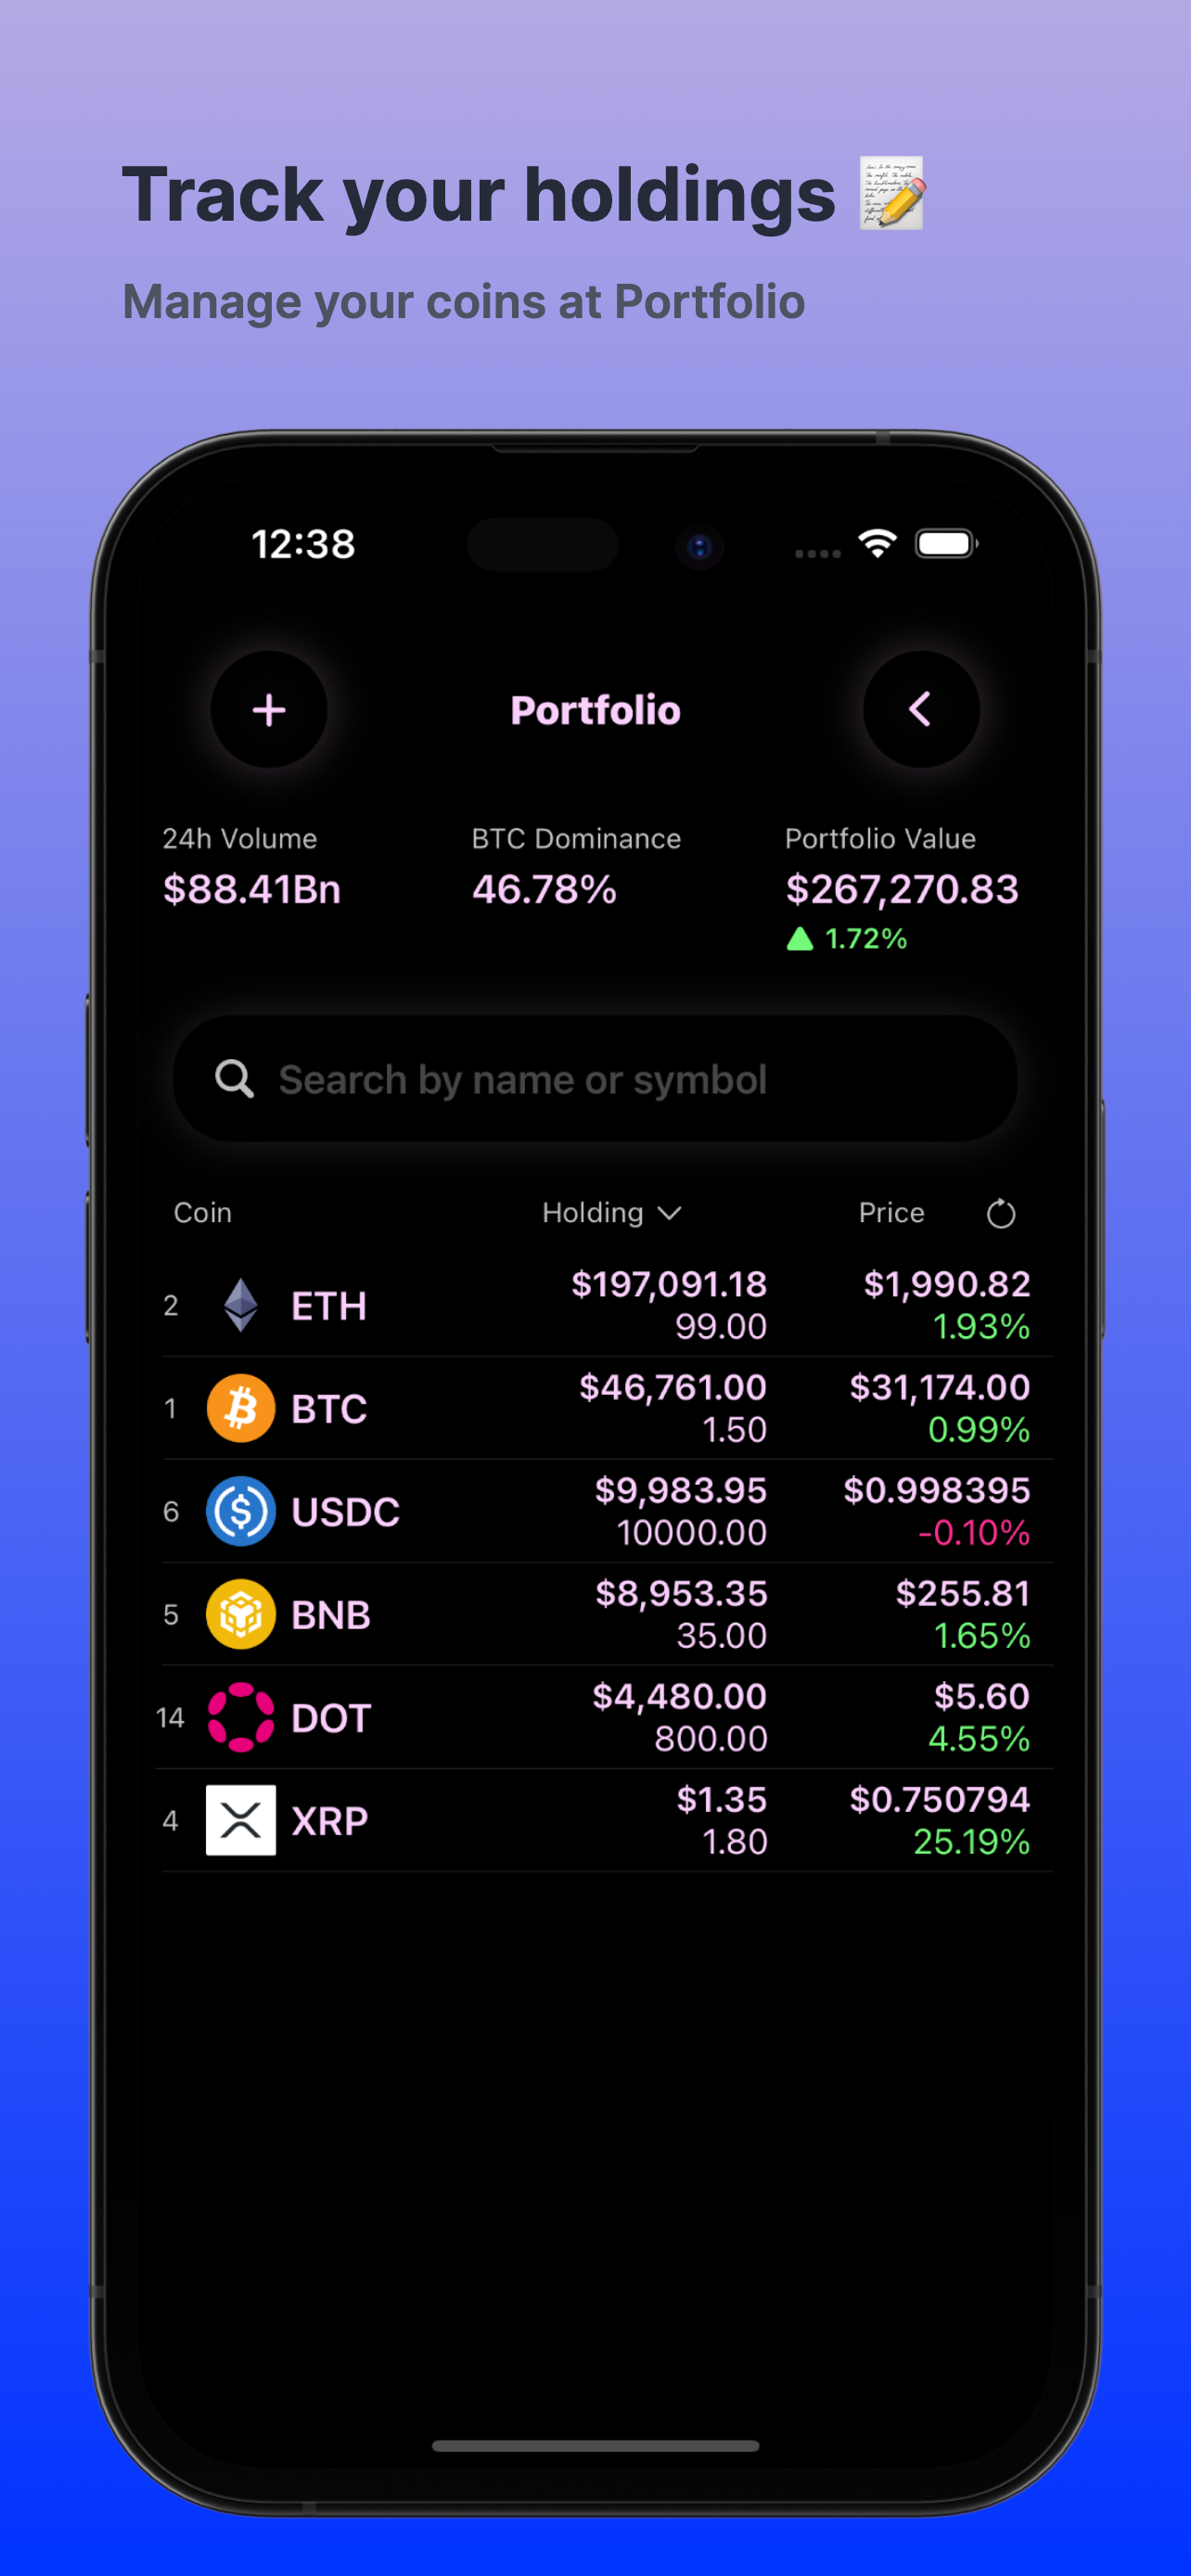 Track your holdings 📝
Manage your coins at Portfolio
12:38
Portfolio
24h Volume BTC Dominance Portfolio Value
$88.41Bn 46.78% $267,270.83
1.72%
Search by name or symbol
Coin Holding Price
2 ETH $197,091.18 $1,990.82
99.00 1.93%
1 BTC $46,761.00 $31,174.00
1.50 0.99%
6 USDC $9,983.95 $0.998395
10000.00 -0.10%
5 BNB $8,953.35 $255.81
35.00 1.65%
14 DOT $4,480.00 $5.60
800.00 4.55%
4 XRP $1.35 $0.750794
1.80 25.19%